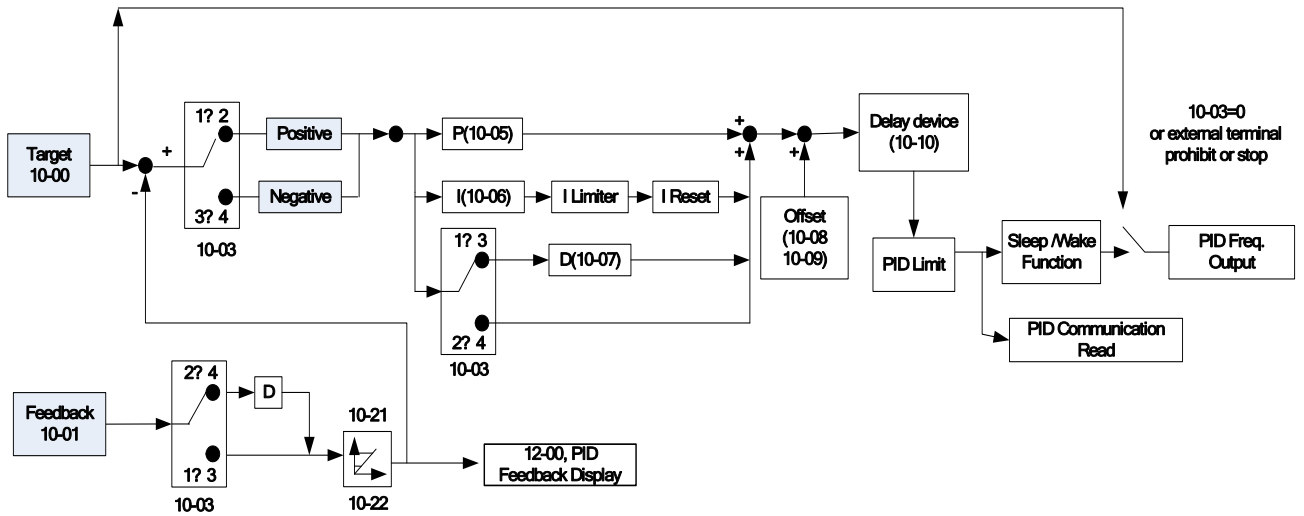 10-03=0
or external terminal
prohibit or stop
Target
10-00
+
-
1? 2
3? 4
10-03
Positive
Negative
P(10-05)
I(10-06)
I Limiter
I Reset
1? 3
2? 4
10-03
D(10-07)
+
+
+
Offset
(10-08
10-09)
Delay device
(10-10)
PID Limit
Sleep /Wake
Function
PID Freq.
Output
PID Communication
Read
Feedback
10-01
2? 4
1? 3
10-03
D
10-21
10-22
12-00, PID
Feedback Display